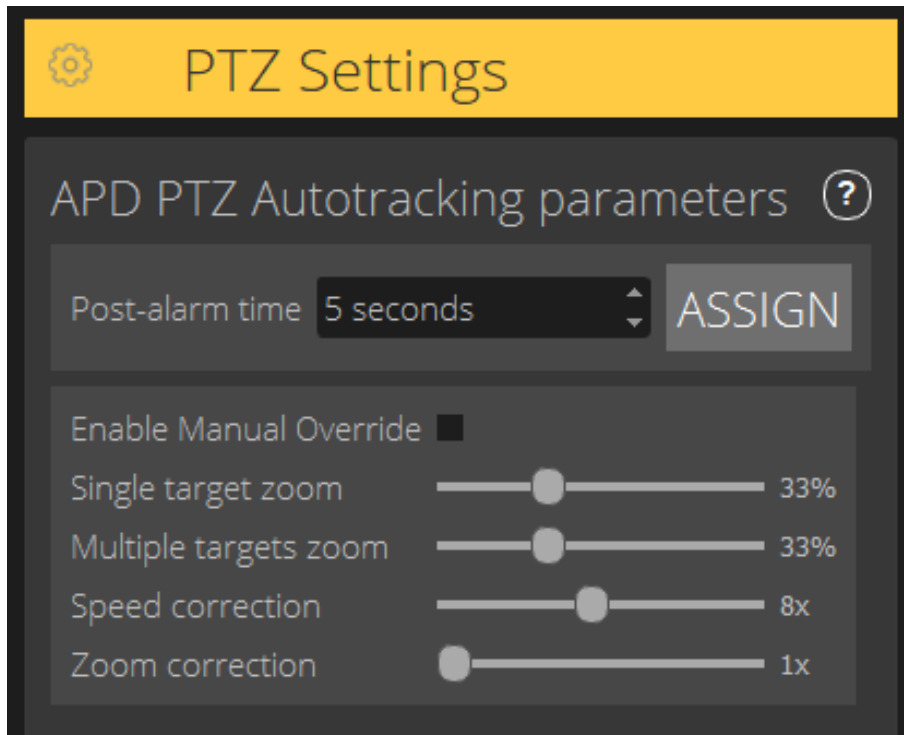 PTZ Settings
APD PTZ Autotracking parameters ?
Post-alarm time 5 seconds ASSIGN
Enable Manual Override
Single target zoom 33%
Multiple targets zoom 33%
Speed correction 8x
Zoom correction 1x